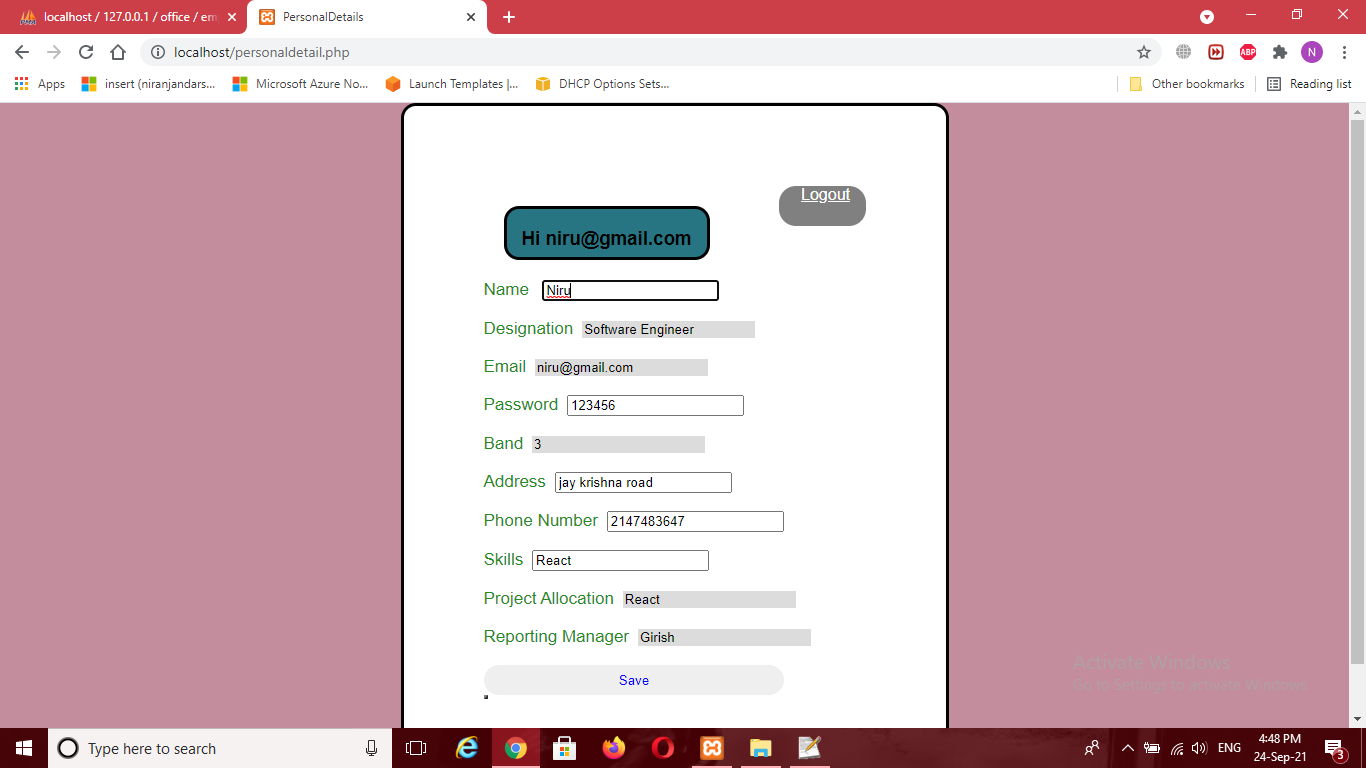 localhost / 127.0.0.1 / office / em
PersonalDetails
localhost/personaldetail.php
ABP
N
Apps
insert (niranjandars...
Microsoft Azure No...
Launch Templates |...
DHCP Options Sets...
Other bookmarks
Reading list
Logout
Hi niru@gmail.com
Name Niru
Designation Software Engineer
Email niru@gmail.com
Password 123456
Band 3
Address jay krishna road
Phone Number 2147483647
Skills React
Project Allocation React
Reporting Manager Girish
Save
Activate Windows
Go to Settings to activate Windows.
Type here to search
ENG
4:48 PM
24-Sep-21
3